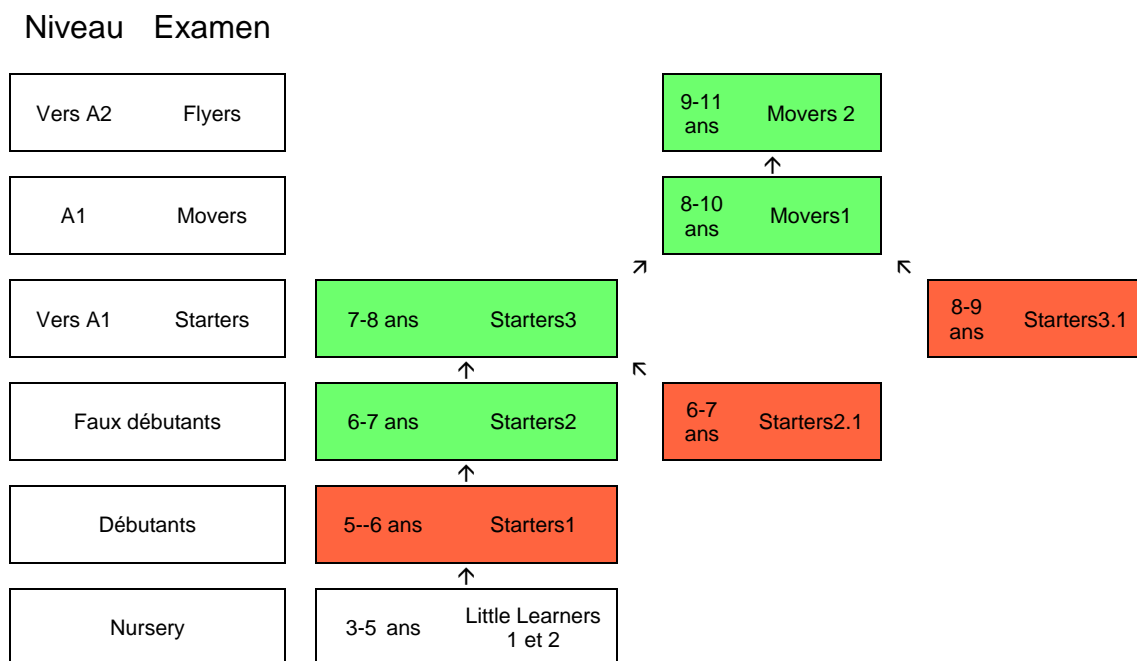 Niveau Examen
Vers A2 Flyers
9-11 ans Movers 2
A1 Movers
8-10 ans Movers1
Vers A1 Starters
7-8 ans Starters3
8-9 ans Starters3.1
Faux débutants
6-7 ans Starters2
6-7 ans Starters2.1
Débutants
5--6 ans Starters1
Nursery
3-5 ans Little Learners
1 et 2